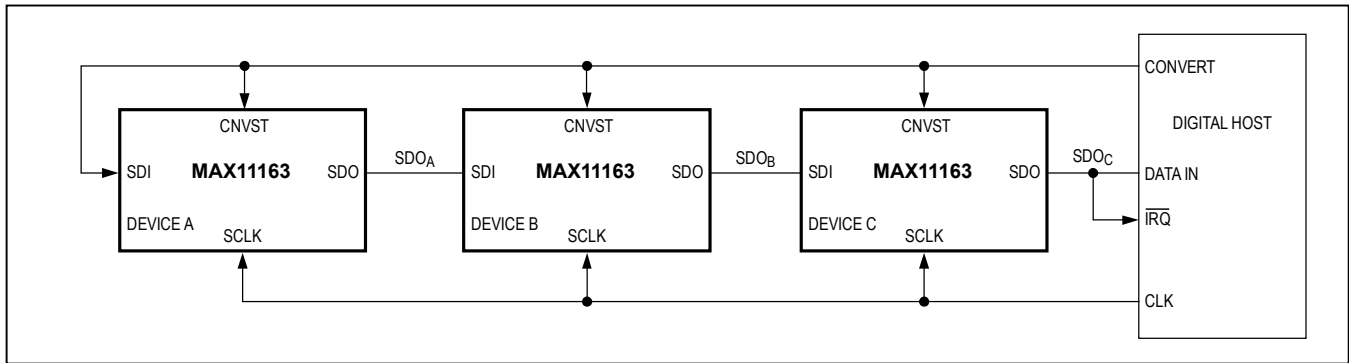 CONVERT
CNVST
CNVST
CNVST
DIGITAL HOST
SDI MAX11163 SDO
SDOA
SDI MAX11163 SDO
SDOB
SDI MAX11163 SDO
SDOC
DATA IN
DEVICE A
DEVICE B
DEVICE C
IRQ
SCLK
SCLK
SCLK
CLK